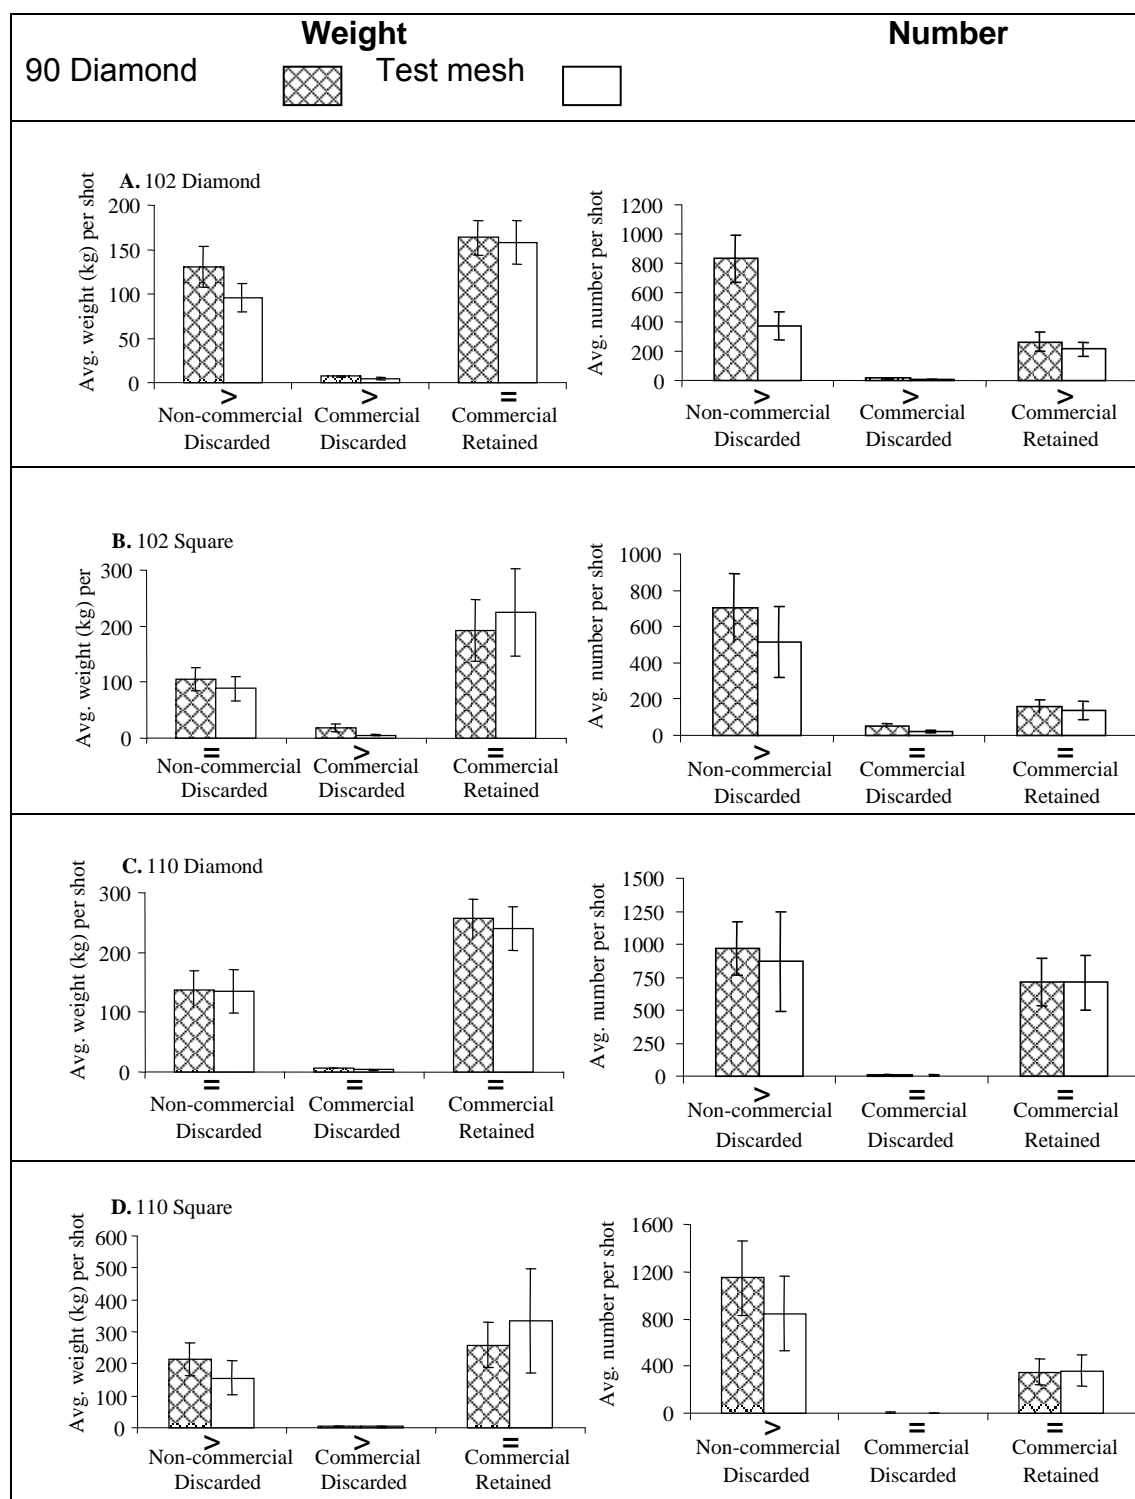 Weight Number
90 Diamond Test mesh
A. 102 Diamond
Avg. weight (kg) per shot
200
150
100
50
0
> > =
Non-commercial Commercial Commercial
Discarded Discarded Retained
Avg. number per shot
1200
1000
800
600
400
200
0
> > >
Non-commercial Commercial Commercial
Discarded Discarded Retained
B. 102 Square
Avg. weight (kg) per
300
200
100
0
= > =
Non-commercial Commercial Commercial
Discarded Discarded Retained
Avg. number per shot
1000
800
600
400
200
0
> = =
Non-commercial Commercial Commercial
Discarded Discarded Retained
C. 110 Diamond
Avg. weight (kg) per shot
300
200
100
0
= = =
Non-commercial Commercial Commercial
Discarded Discarded Retained
Avg. number per shot
1500
1250
1000
750
500
250
0
> = =
Non-commercial Commercial Commercial
Discarded Discarded Retained
D. 110 Square
Avg. weight (kg) per shot
600
500
400
300
200
100
0
> > =
Non-commercial Commercial Commercial
Discarded Discarded Retained
Avg. number per shot
1600
1200
800
400
0
> = =
Non-commercial Commercial Commercial
Discarded Discarded Retained